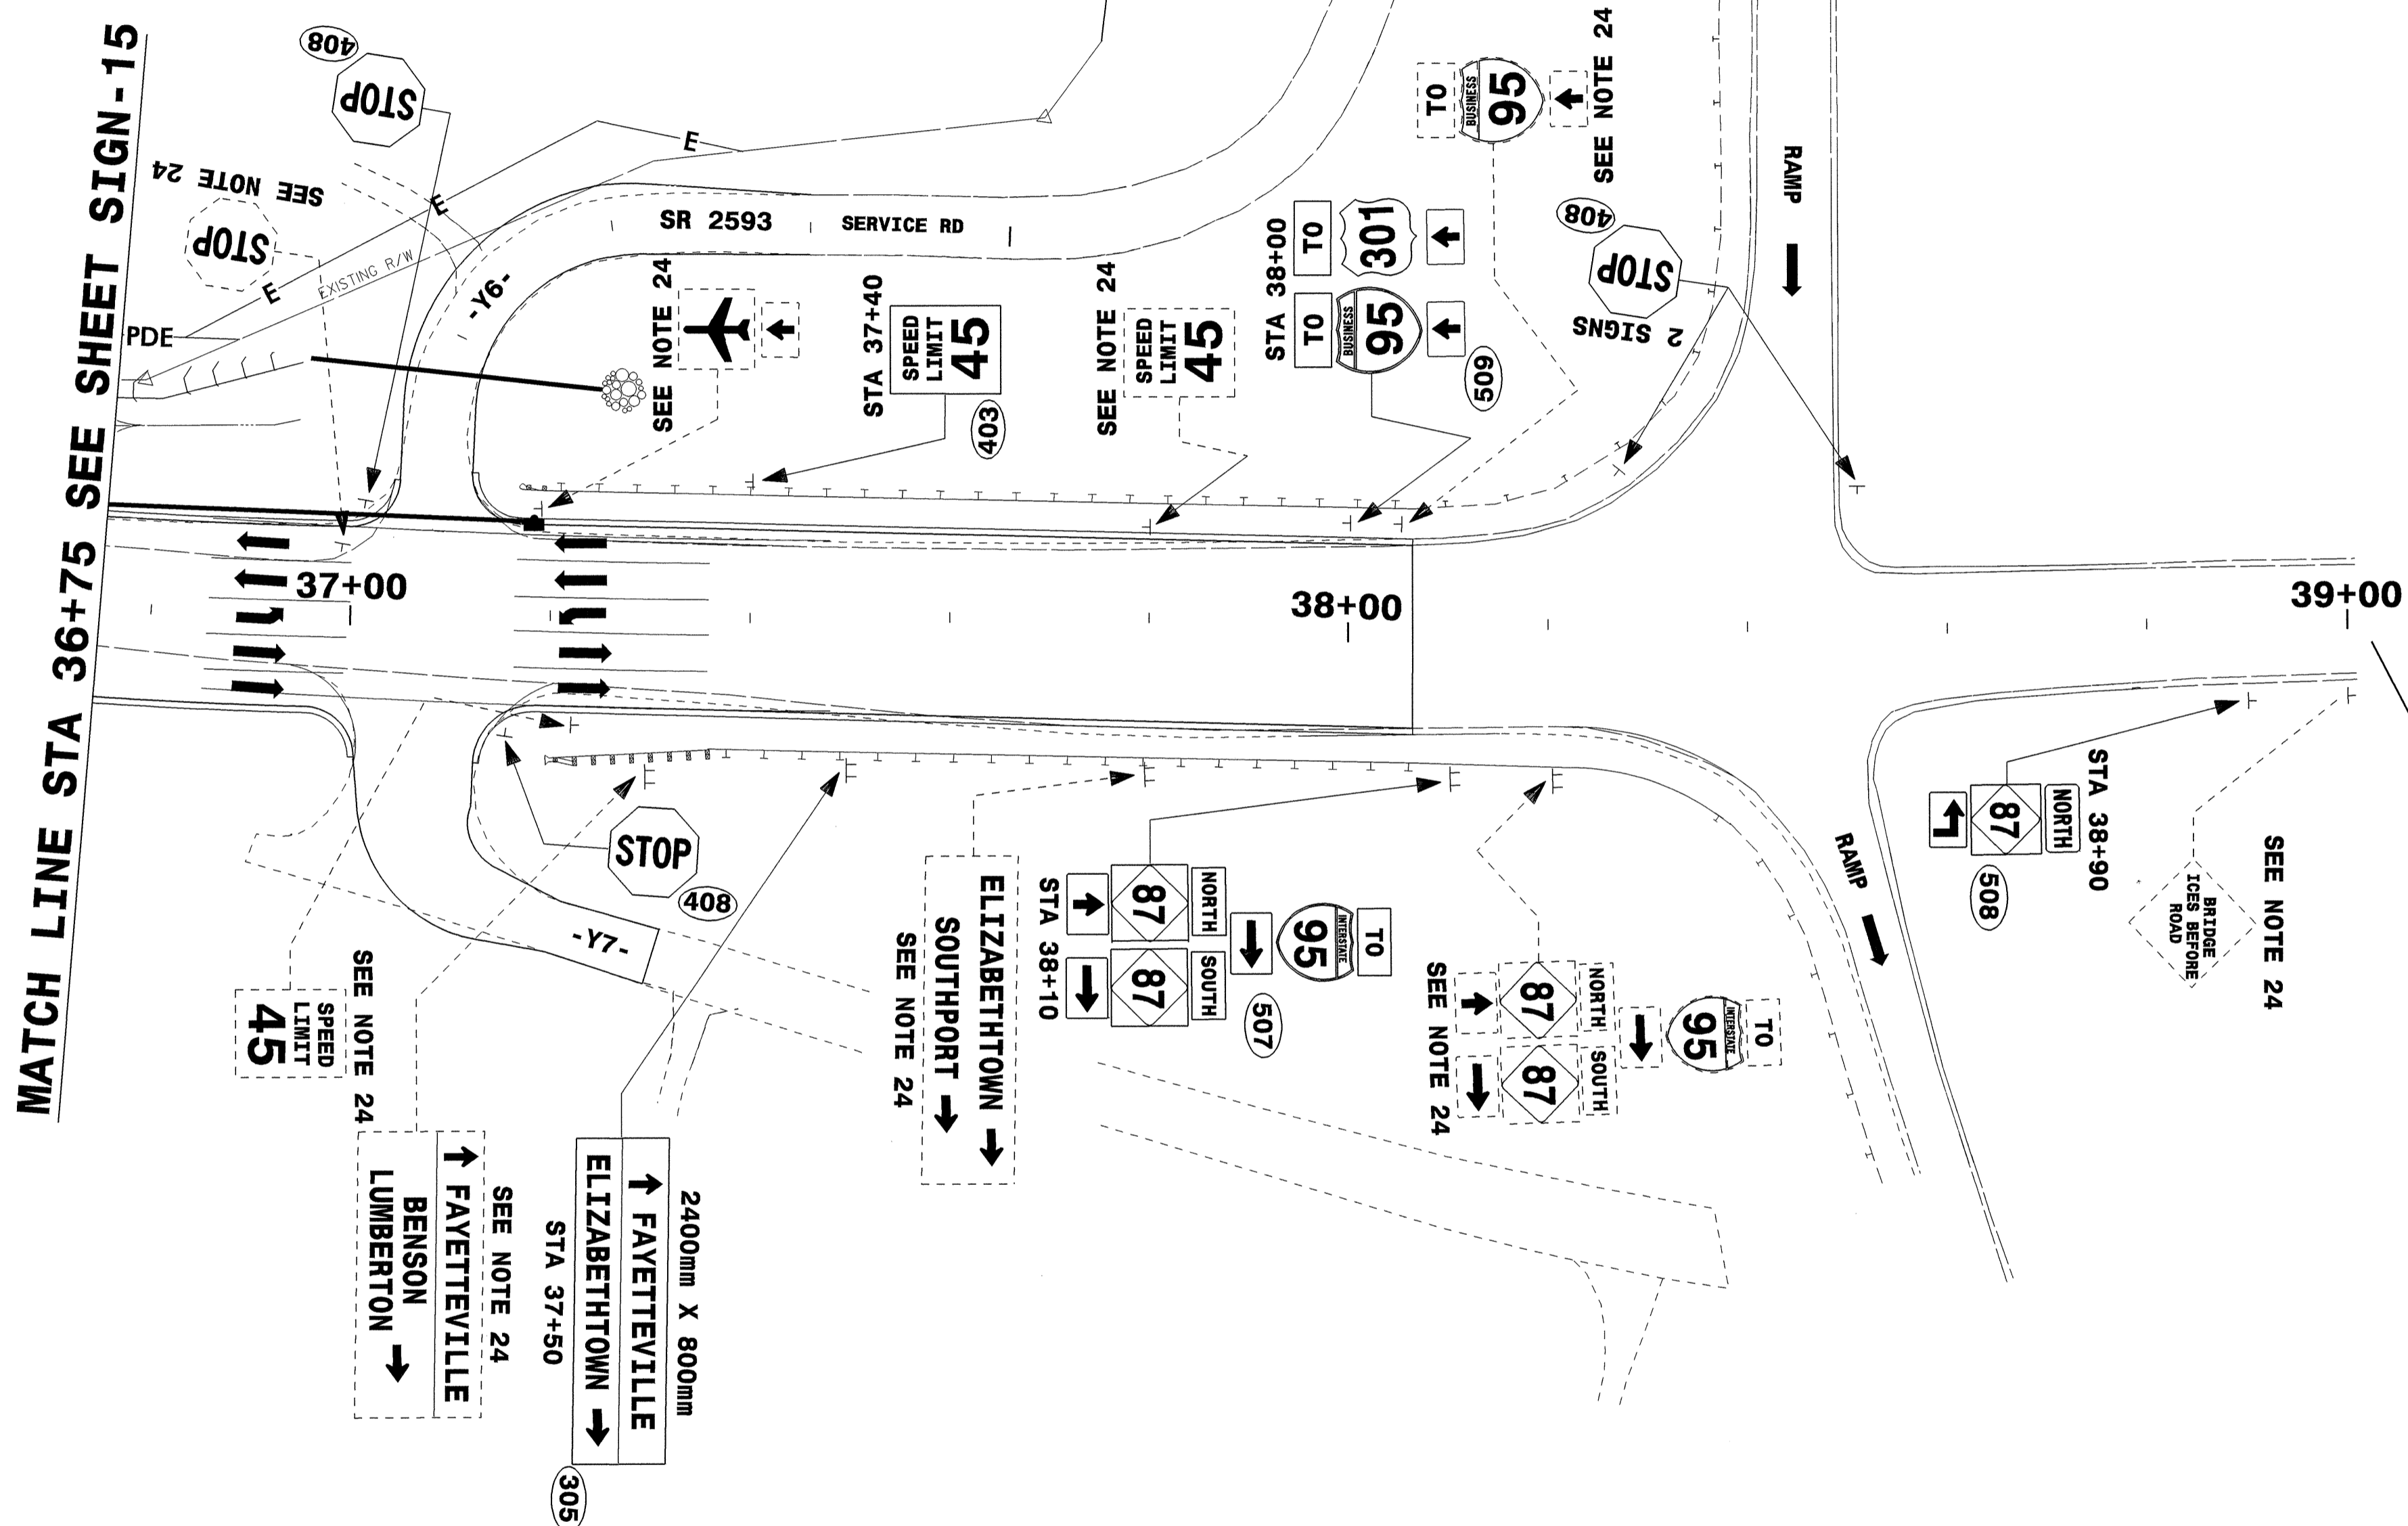 MATCH LINE STA 36+75 SEE SHEET SIGN-15
408
STOP
SEE NOTE 24
STOP
E
E
E
EXISTING R/W
PDE
-Y6-
SR 2593
SERVICE RD
SEE NOTE 24
STA 37+40
SPEED
LIMIT
45
403
SEE NOTE 24
SPEED
LIMIT
45
STA 38+00
TO
301
TO
BUSINESS
95
509
TO
BUSINESS
95
SEE NOTE 24
408
STOP
2 SIGNS
RAMP
37+00
38+00
39+00
STOP
408
-Y7-
SPEED
LIMIT
45
SEE NOTE 24
FAYETTEVILLE
BENSON
LUMBERTON
SEE NOTE 24
2400mm X 800mm
FAYETTEVILLE
ELIZABETHTOWN
STA 37+50
305
ELIZABETHTOWN
SOUTHPORT
SEE NOTE 24
TO
INTERSTATE
95
NORTH
SOUTH
87
87
STA 38+10
507
TO
INTERSTATE
95
NORTH
SOUTH
87
87
SEE NOTE 24
RAMP
STA 38+90
NORTH
87
508
BRIDGE
ICES BEFORE
ROAD
SEE NOTE 24